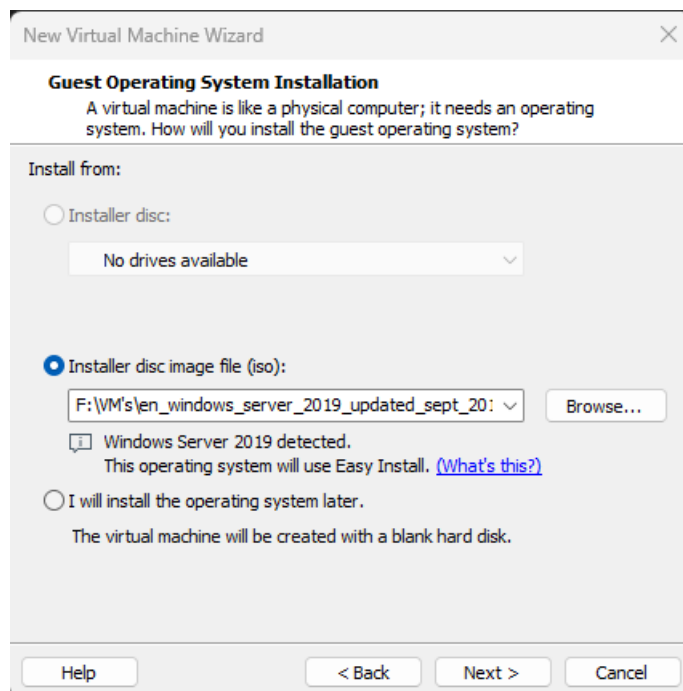 New Virtual Machine Wizard
Guest Operating System Installation
A virtual machine is like a physical computer; it needs an operating
system. How will you install the guest operating system?
Install from:
Installer disc:
No drives available
Installer disc image file (iso):
F:\VM's\en_windows_server_2019_updated_sept_201
Browse...
Windows Server 2019 detected.
This operating system will use Easy Install. (What's this?)
I will install the operating system later.
The virtual machine will be created with a blank hard disk.
Help
< Back
Next >
Cancel